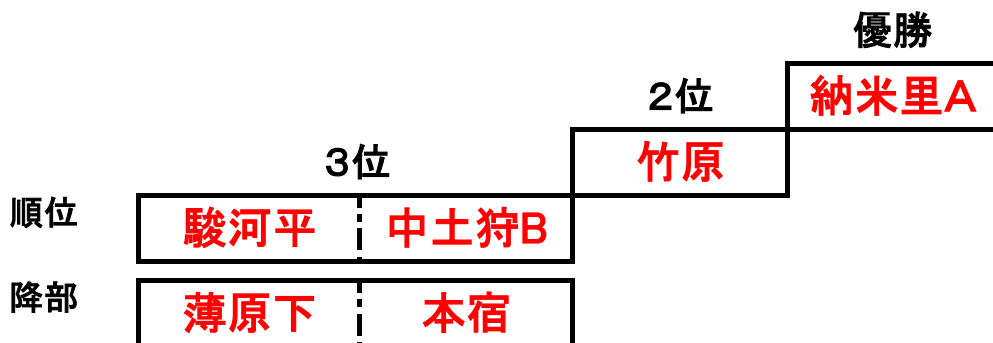 優勝
納米里A
2位
竹原
3位
順位 駿河平 中土狩B
降部 薄原下 本宿